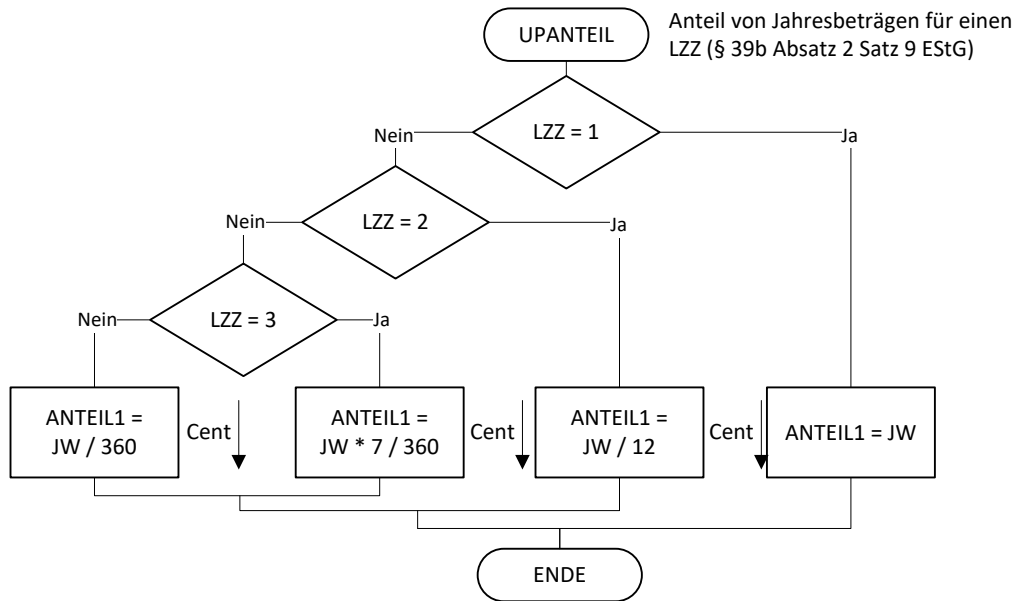 UPANTEIL
Anteil von Jahresbeträgen für einen
LZZ (§ 39b Absatz 2 Satz 9 EStG)
LZZ = 1
Nein
Ja
LZZ = 2
Nein
Ja
LZZ = 3
Nein
Ja
ANTEIL1 =
JW / 360
Cent
ANTEIL1 =
JW * 7 / 360
Cent
ANTEIL1 =
JW / 12
Cent
ANTEIL1 = JW
ENDE